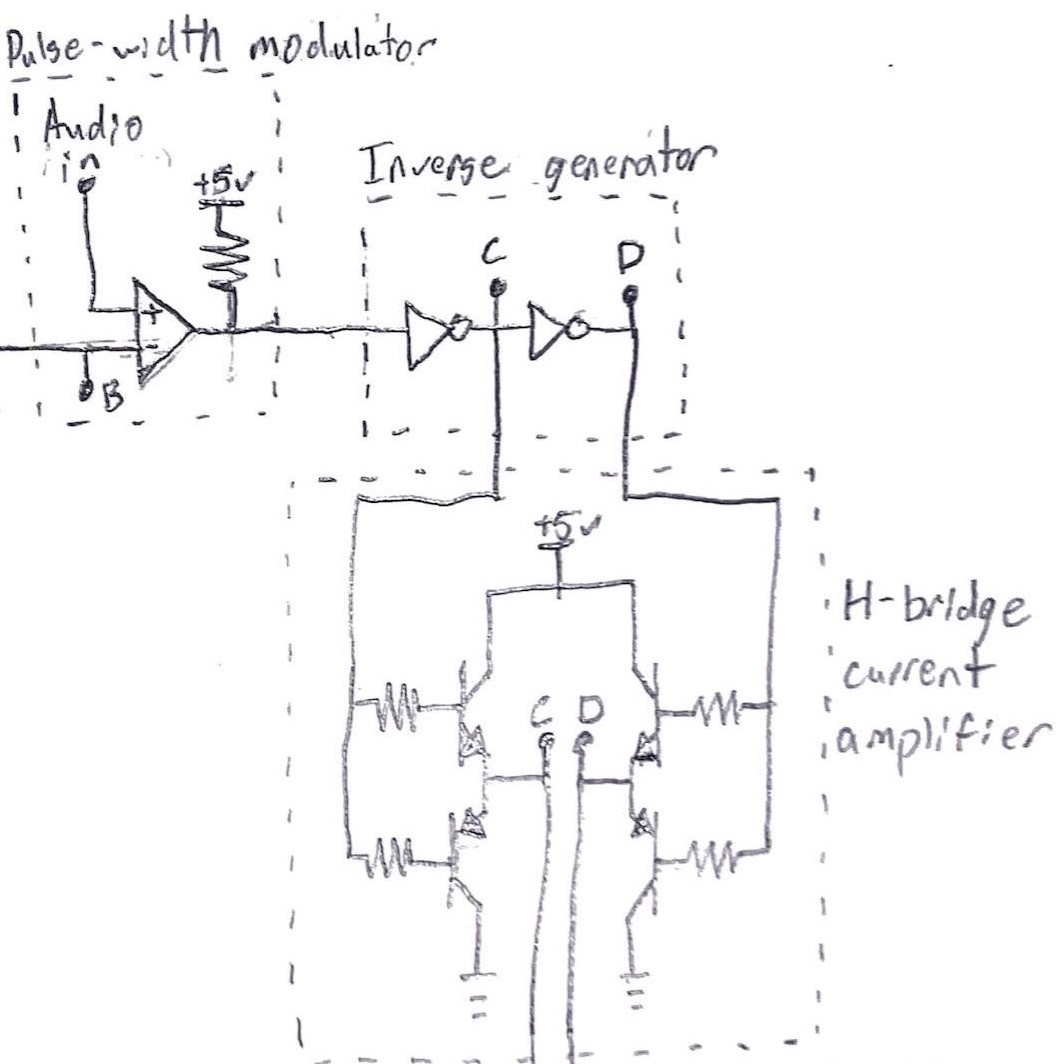 Pulse-width modulator
Audio
in
+5v
+
-
B
Inverse generator
C
D
+5v
C D
H-bridge
current
amplifier